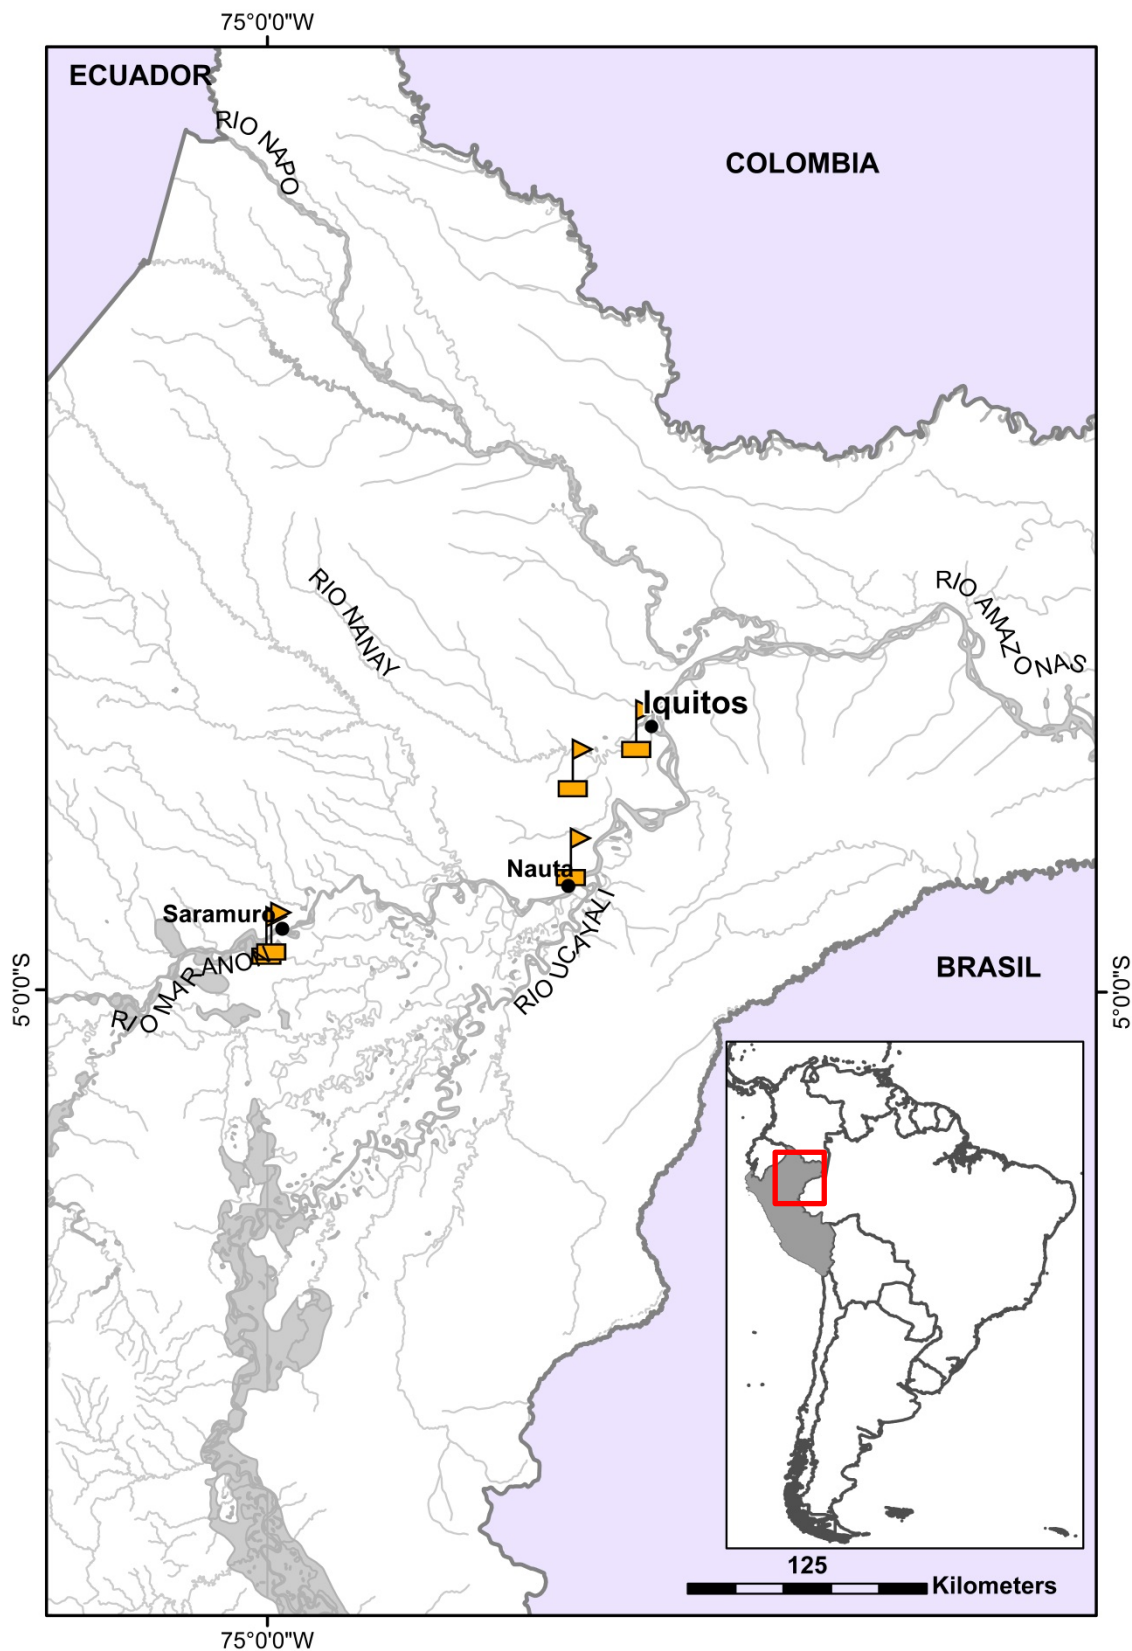 75°0'0"W
ECUADOR
RIO NAPO
COLOMBIA
RIO NANAY
RIO AMAZONAS
Iquitos
Nauta
Saramuro
RIO MARANON
RIO UCAYALI
BRASIL
5°0'0"S
5°0'0"S
125
Kilometers
75°0'0"W